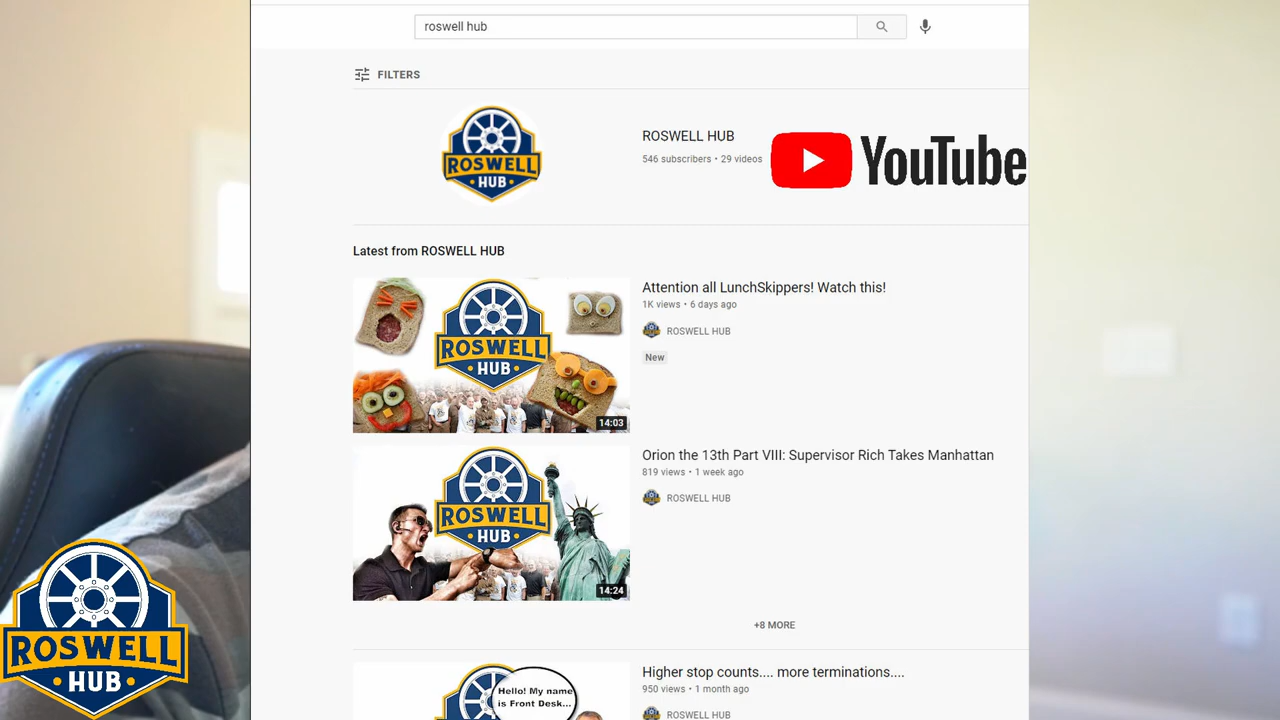 roswell hub
FILTERS
ROSWELL
HUB
ROSWELL HUB
546 subscribers • 29 videos
YouTube
Latest from ROSWELL HUB
ROSWELL
HUB
14:03
Attention all LunchSkippers! Watch this!
1K views • 6 days ago
ROSWELL HUB
New
ROSWELL
HUB
14:24
Orion the 13th Part VIII: Supervisor Rich Takes Manhattan
819 views • 1 week ago
ROSWELL HUB
+8 MORE
Hello! My name
is Front Desk...
Higher stop counts.... more terminations....
950 views • 1 month ago
ROSWELL HUB
ROSWELL
• HUB •